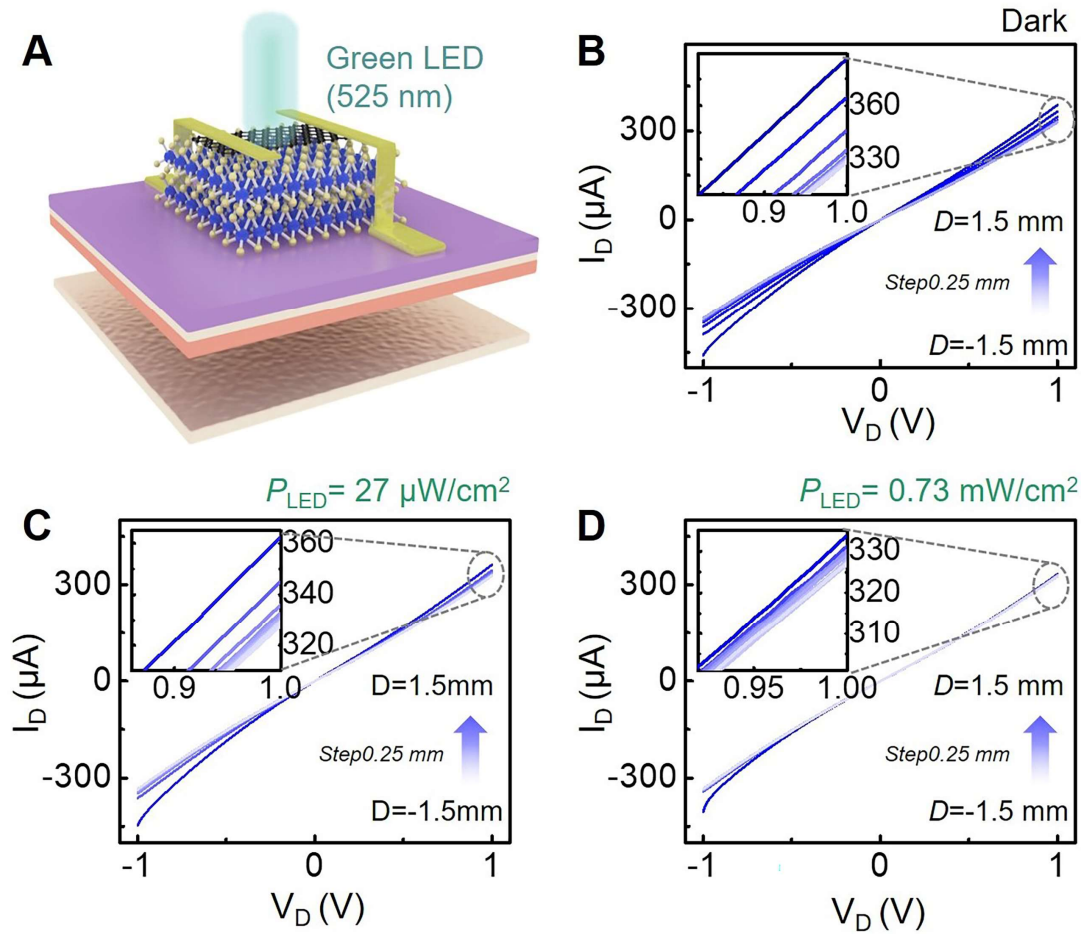 A
Green LED
(525 nm)
B
Dark
I_D (μA)
300
0
-300
360
330
0.9
1.0
D=1.5 mm
Step0.25 mm
D=-1.5 mm
-1
0
1
V_D (V)
C
P_LED= 27 μW/cm²
I_D (μA)
300
0
-300
360
340
320
0.9
1.0
D=1.5mm
Step0.25 mm
D=-1.5mm
-1
0
1
V_D (V)
D
P_LED= 0.73 mW/cm²
I_D (μA)
300
0
-300
330
320
310
0.95
1.00
D=1.5 mm
Step0.25 mm
D=-1.5 mm
-1
0
1
V_D (V)